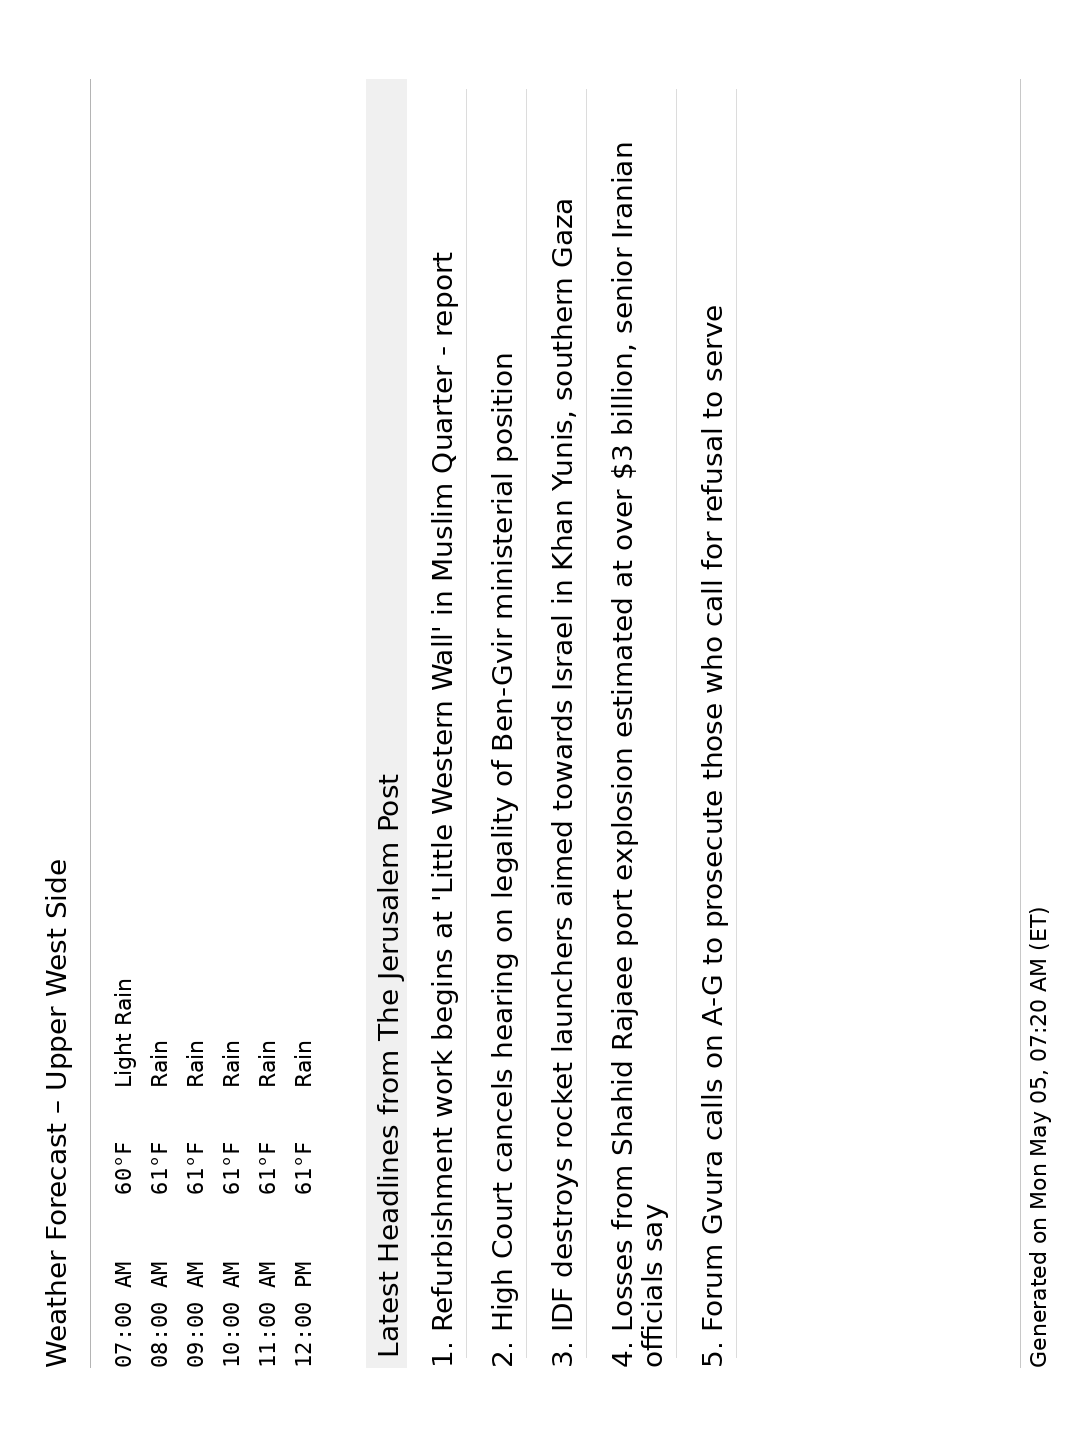 Weather Forecast – Upper West Side
07:00 AM 60°F Light Rain
08:00 AM 61°F Rain
09:00 AM 61°F Rain
10:00 AM 61°F Rain
11:00 AM 61°F Rain
12:00 PM 61°F Rain
Latest Headlines from The Jerusalem Post
1. Refurbishment work begins at 'Little Western Wall' in Muslim Quarter - report
2. High Court cancels hearing on legality of Ben-Gvir ministerial position
3. IDF destroys rocket launchers aimed towards Israel in Khan Yunis, southern Gaza
4. Losses from Shahid Rajaee port explosion estimated at over $3 billion, senior Iranian
officials say
5. Forum Gvura calls on A-G to prosecute those who call for refusal to serve
Generated on Mon May 05, 07:20 AM (ET)